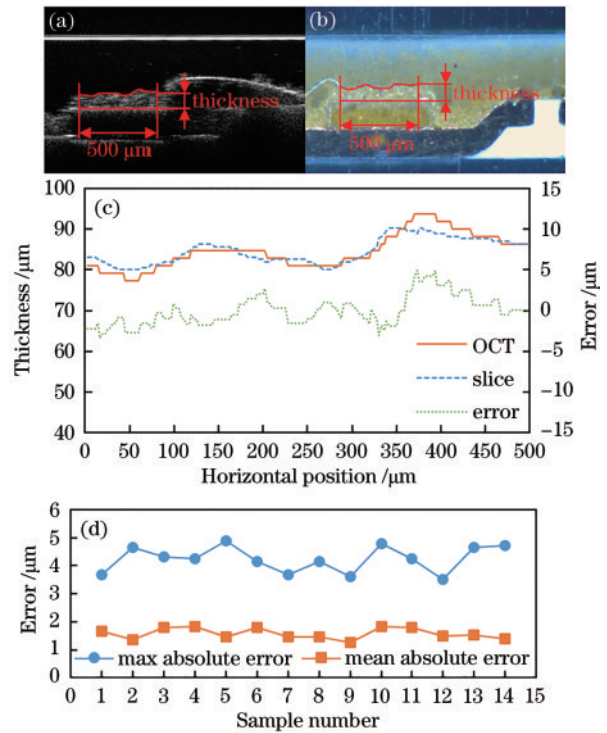 (a)
thickness
500 μm
(b)
thickness
500 μm
(c)
100
90
80
70
60
50
40
Thickness /μm
15
10
5
0
−5
−10
−15
Error /μm
OCT
slice
error
0 50 100 150 200 250 300 350 400 450 500
Horizontal position /μm
(d)
6
5
4
3
2
1
0
Error /μm
max absolute error mean absolute error
0 1 2 3 4 5 6 7 8 9 10 11 12 13 14 15
Sample number